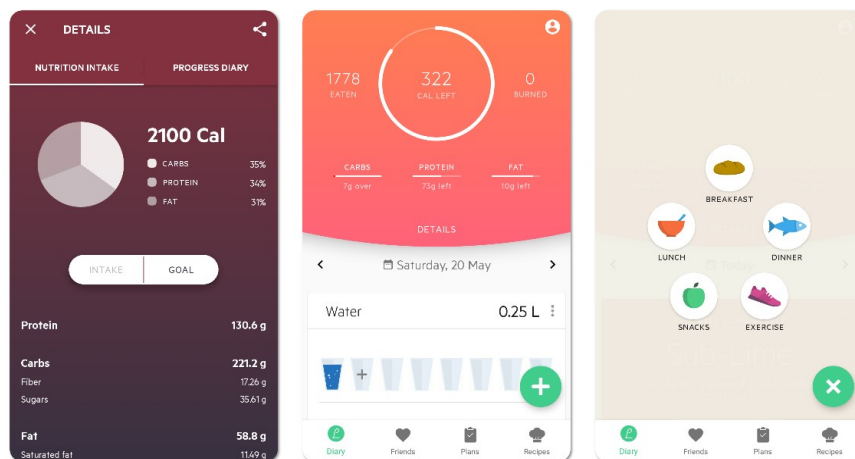 DETAILS
NUTRITION INTAKE PROGRESS DIARY
2100 Cal
CARBS 35%
PROTEIN 34%
FAT 31%
INTAKE GOAL
Protein 130.6 g
Carbs 221.2 g
Fiber 17.26 g
Sugars 35.61 g
Fat 58.8 g
Saturated fat 11.49 g
1778 322 0
EATEN CAL LEFT BURNED
CARBS PROTEIN FAT
7g over 75g left 10g left
DETAILS
Saturday, 20 May
Water 0.25 L
Diary Friends Plans Recipes
BREAKFAST
LUNCH DINNER
Today
SNACKS EXERCISE
Diary Friends Plans Recipes